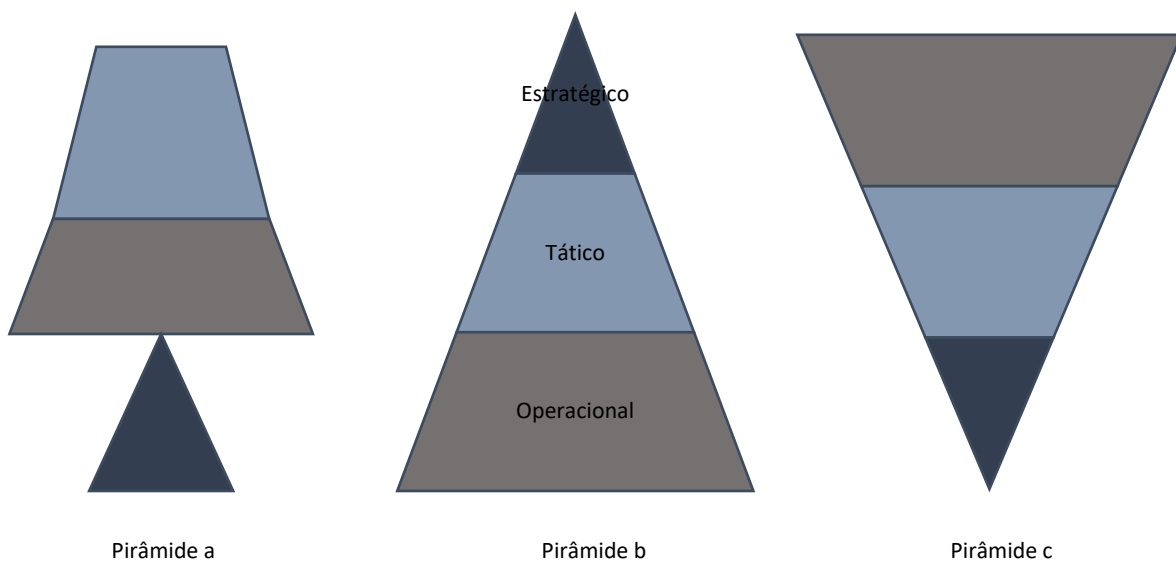 Estratégico
Tático
Operacional
Pirâmide a
Pirâmide b
Pirâmide c